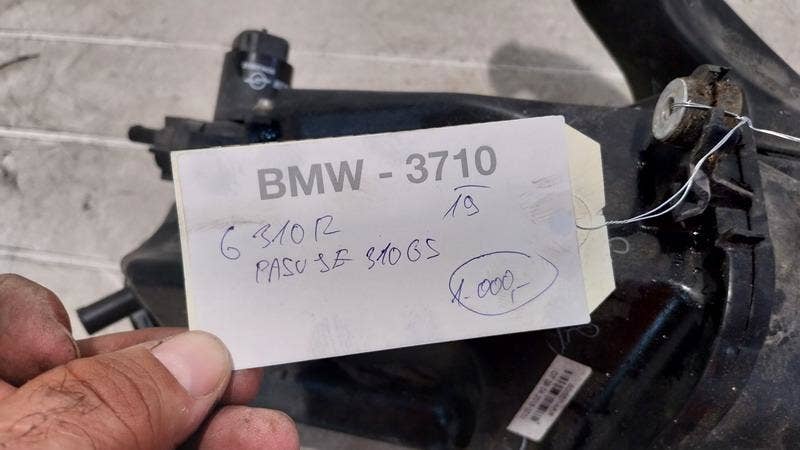 BMW - 3710
19
G 310 R
PASUJE 310 GS
1.000,-